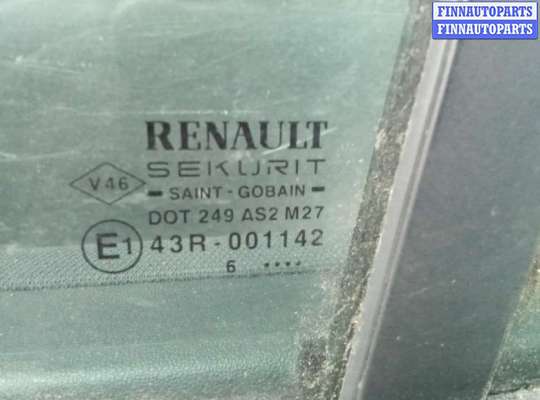 FINNAUTOPARTS
FINNAUTOPARTS
RENAULT
SEKURIT
V46
SAINT-GOBAIN
DOT 249 AS2 M27
E1 43R-001142
6 ....